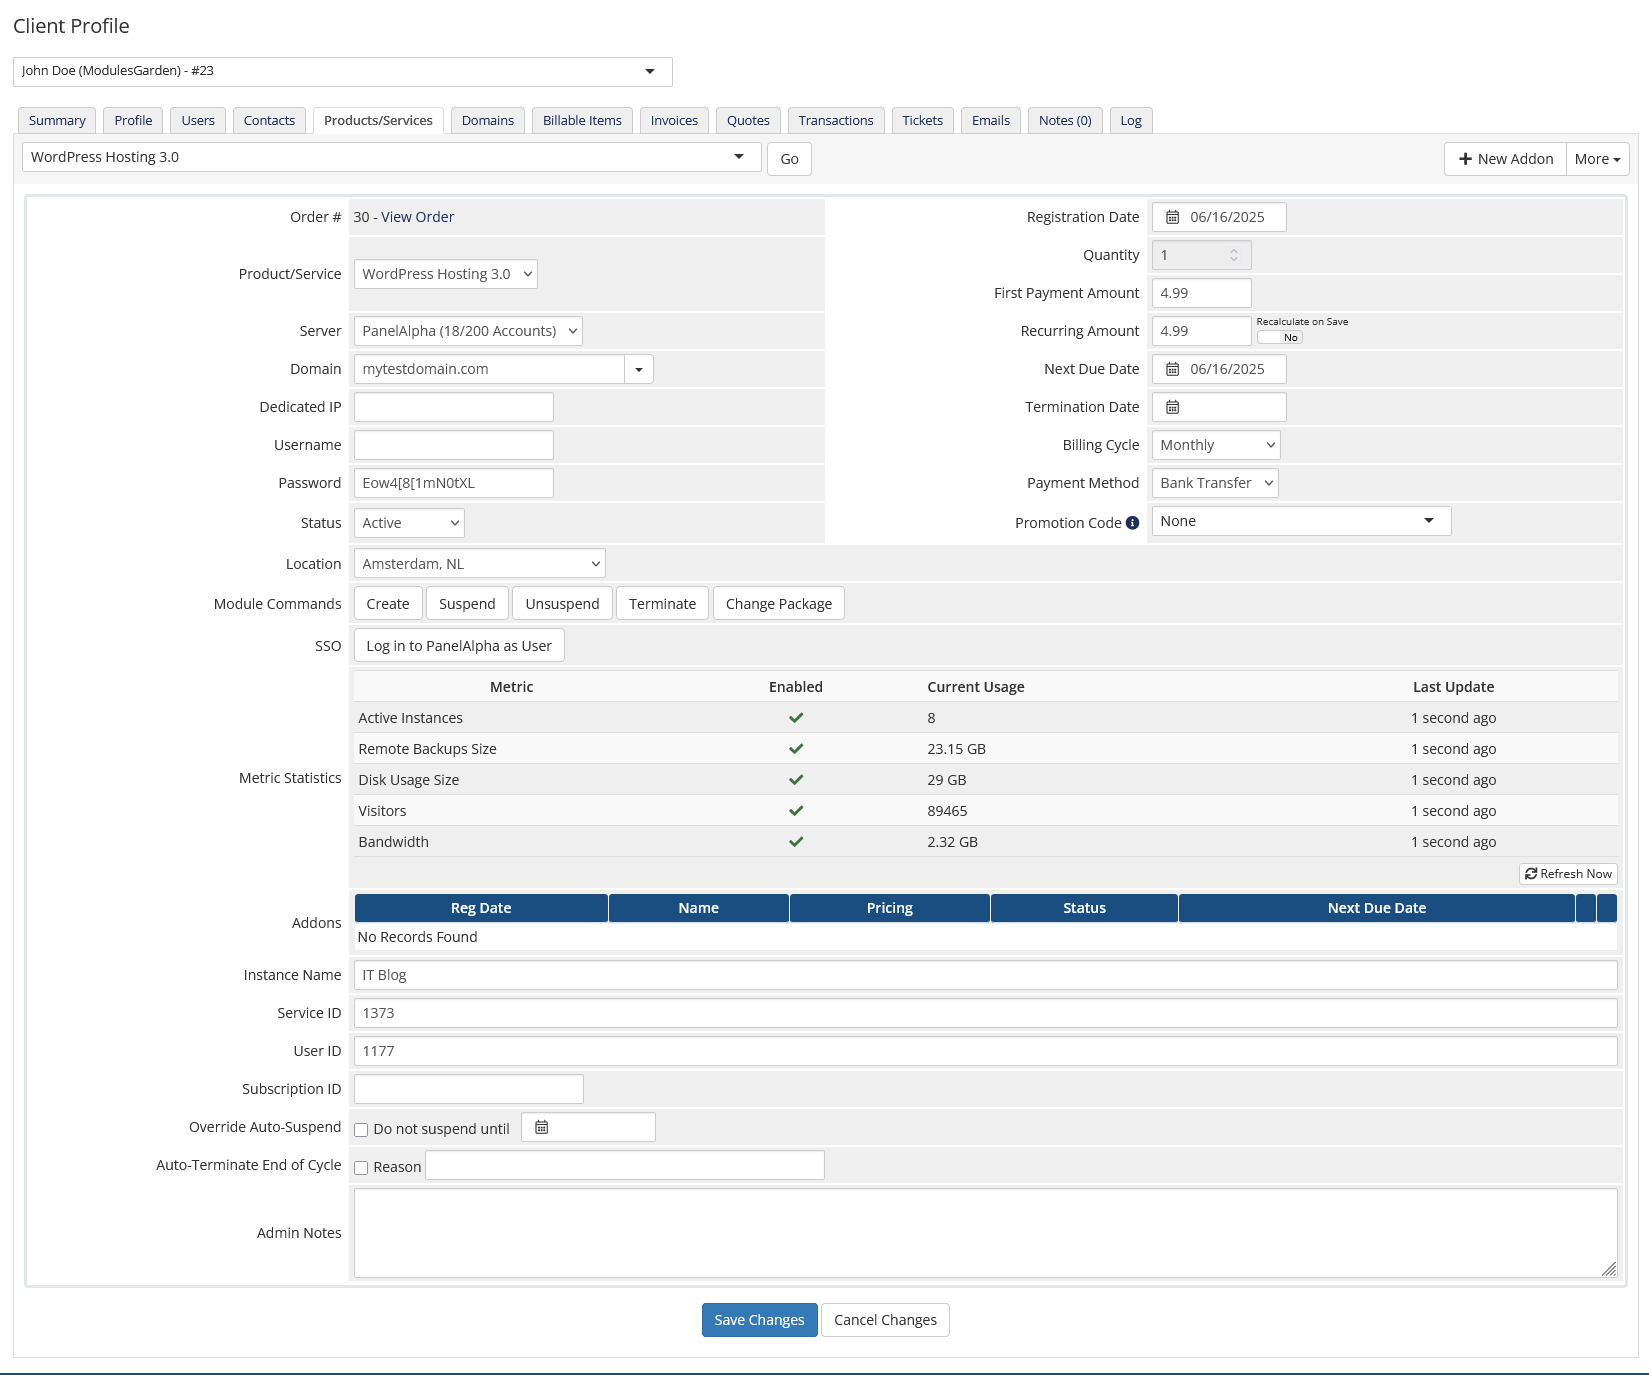 Client Profile
John Doe (ModulesGarden) - #23
Summary Profile Users Contacts Products/Services Domains Billable Items Invoices Quotes Transactions Tickets Emails Notes (0) Log
WordPress Hosting 3.0 Go New Addon More
Order # 30 - View Order Registration Date 06/16/2025
Quantity 1
Product/Service WordPress Hosting 3.0
First Payment Amount 4.99
Server PanelAlpha (18/200 Accounts) Recurring Amount 4.99 Recalculate on Save No
Domain mytestdomain.com Next Due Date 06/16/2025
Dedicated IP Termination Date
Username Billing Cycle Monthly
Password Eow4[8[1mN0tXL Payment Method Bank Transfer
Status Active Promotion Code None
Location Amsterdam, NL
Module Commands Create Suspend Unsuspend Terminate Change Package
SSO Log in to PanelAlpha as User
Metric Enabled Current Usage Last Update
Active Instances 8 1 second ago
Remote Backups Size 23.15 GB 1 second ago
Metric Statistics Disk Usage Size 29 GB 1 second ago
Visitors 89465 1 second ago
Bandwidth 2.32 GB 1 second ago
Refresh Now
Addons Reg Date Name Pricing Status Next Due Date
No Records Found
Instance Name IT Blog
Service ID 1373
User ID 1177
Subscription ID
Override Auto-Suspend Do not suspend until
Auto-Terminate End of Cycle Reason
Admin Notes
Save Changes Cancel Changes